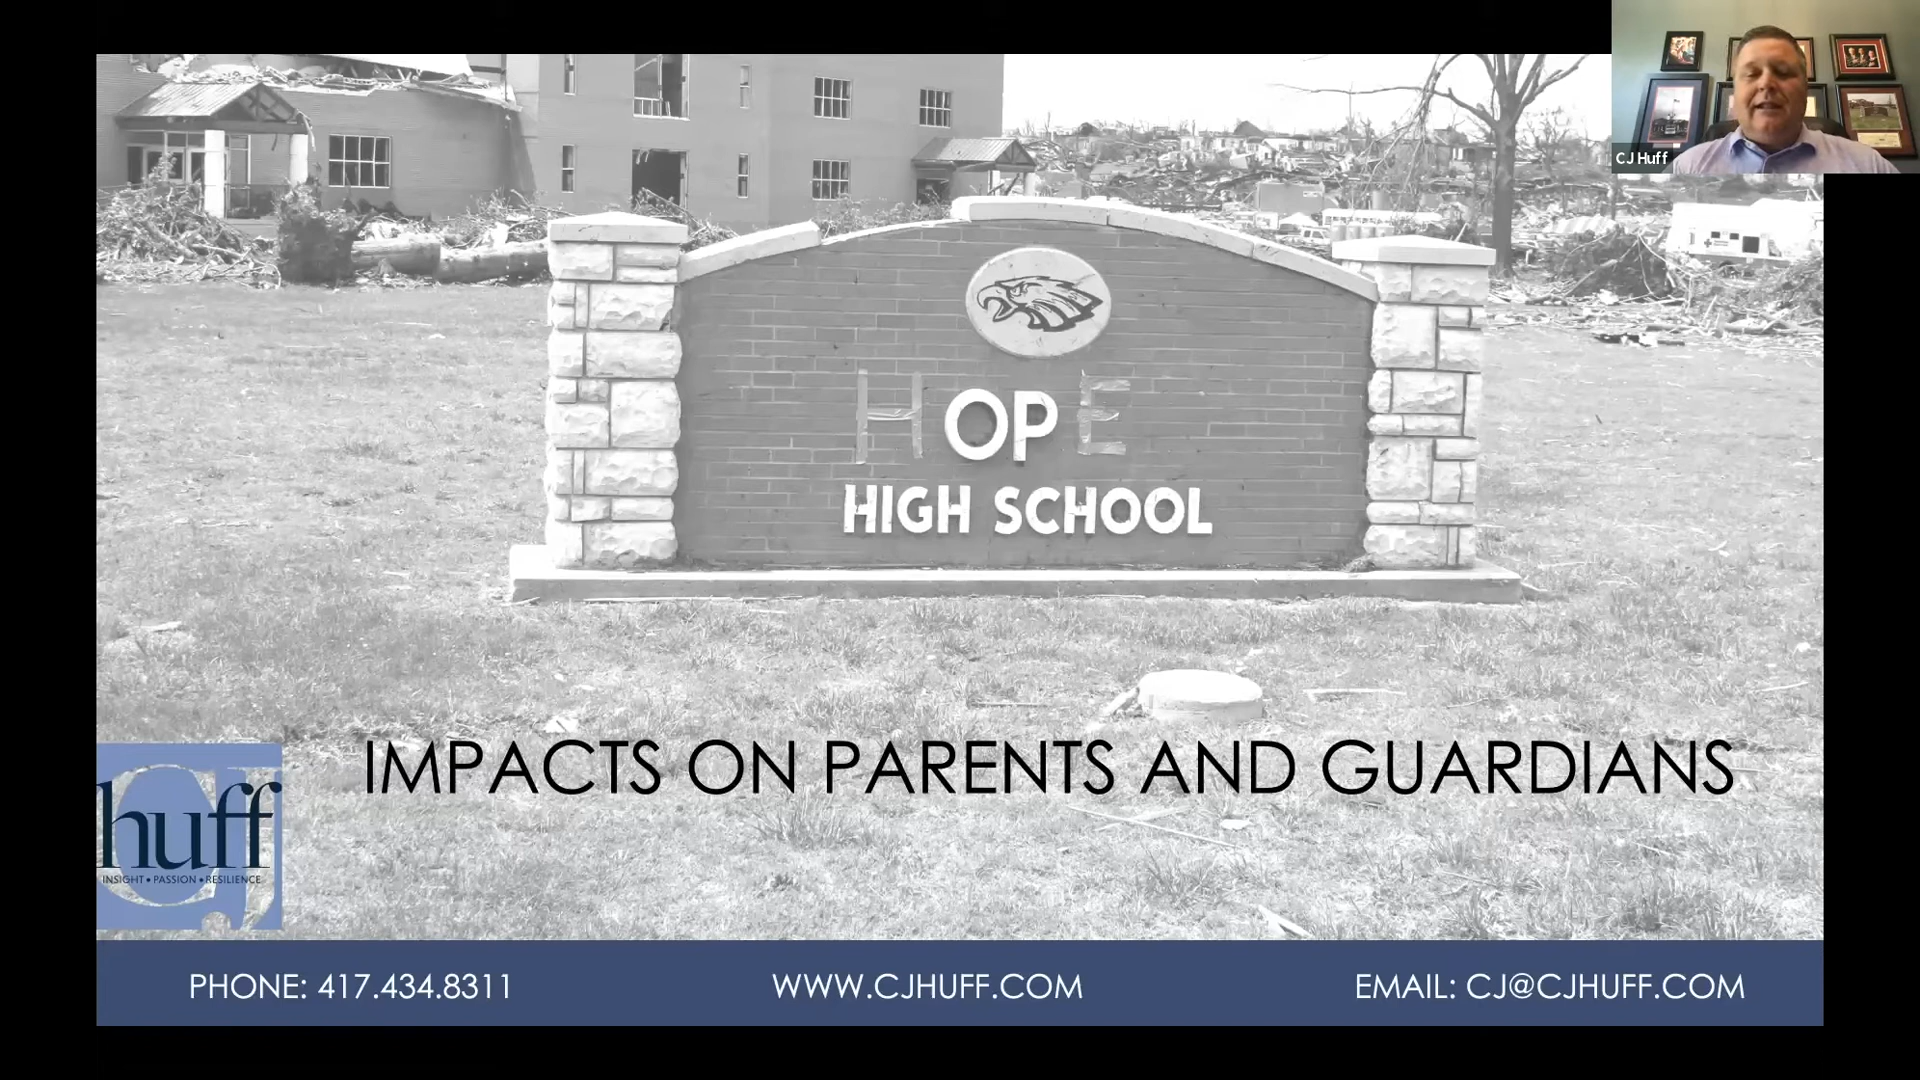 CJ Huff
HOPE
HIGH SCHOOL
IMPACTS ON PARENTS AND GUARDIANS
huff
CJ
INSIGHT • PASSION • RESILIENCE
PHONE: 417.434.8311
WWW.CJHUFF.COM
EMAIL: CJ@CJHUFF.COM